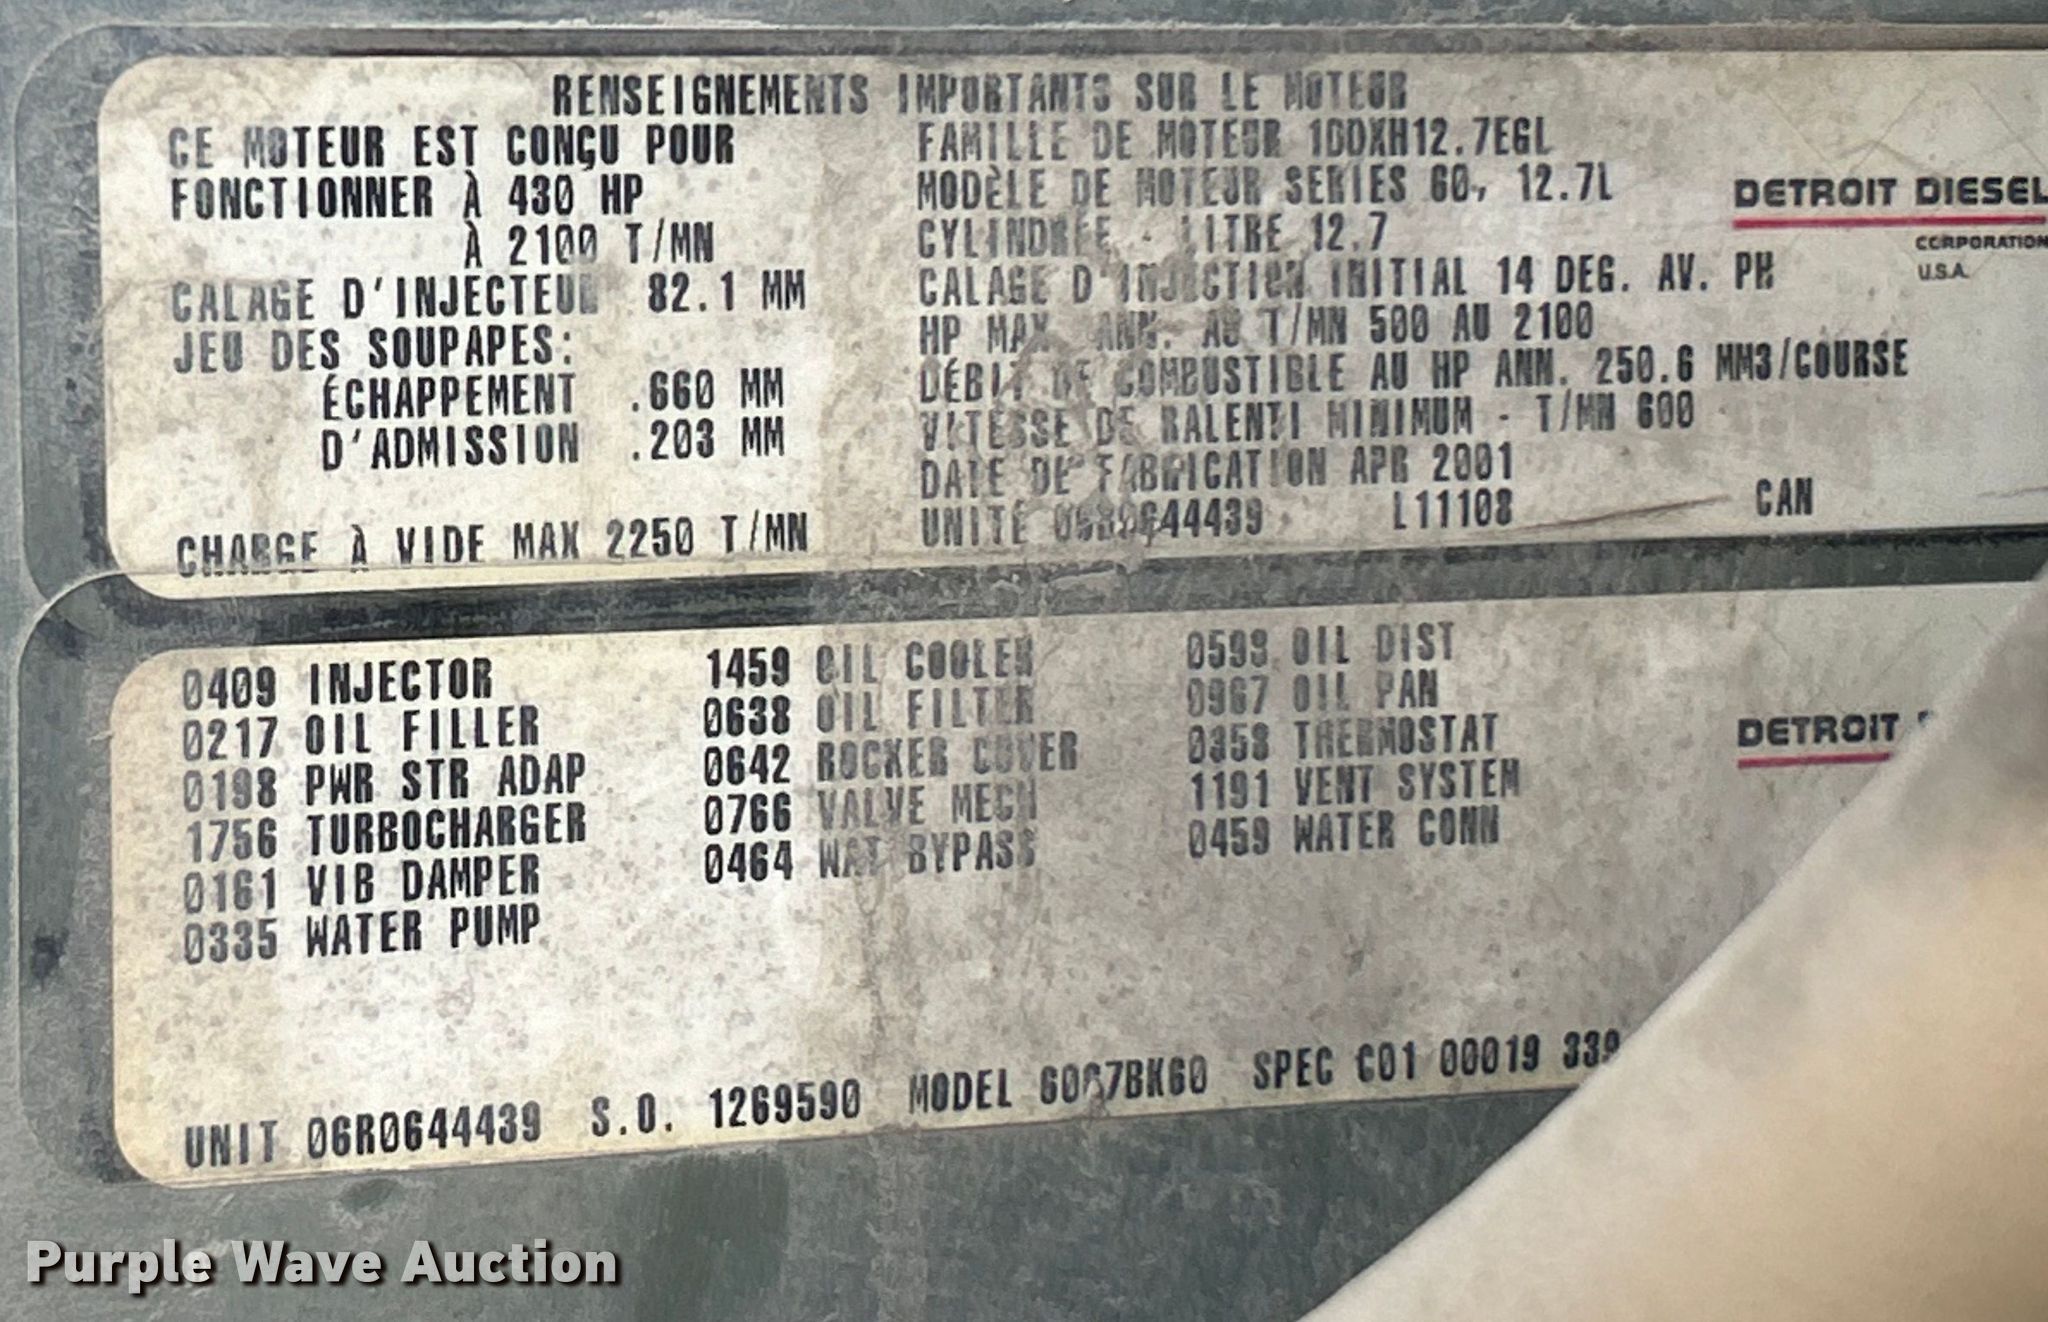 RENSEIGNEMENTS IMPORTANTS SUR LE MOTEUR
CE MOTEUR EST CONÇU POUR
FONCTIONNER À 430 HP
À 2100 T/MN
CALAGE D'INJECTEUR 82.1 MM
JEU DES SOUPAPES:
ÉCHAPPEMENT .660 MM
D'ADMISSION .203 MM
CHARGE À VIDE MAX 2250 T/MN
FAMILLE DE MOTEUR 1DDXH12.7EGL
MODÈLE DE MOTEUR SERIES 60, 12.7L
CYLINDRÉE - LITRE 12.7
CALAGE D'INJECTION INITIAL 14 DEG. AV. PH
HP MAX. ANN. AU T/MN 500 AU 2100
DÉBIT DE COMBUSTIBLE AU HP ANN. 250.6 MM3/COURSE
VITESSE DE RALENTI MINIMUM - T/MN 600
DATE DE FABRICATION APR 2001
UNITÉ 06R0644439 L11108 CAN
DETROIT DIESEL
CORPORATION
U.S.A.
0409 INJECTOR
0217 OIL FILLER
0198 PWR STR ADAP
1756 TURBOCHARGER
0161 VIB DAMPER
0335 WATER PUMP
1459 OIL COOLER
0638 OIL FILTER
0642 ROCKER COVER
0766 VALVE MECH
0464 WAT BYPASS
0593 OIL DIST
0967 OIL PAN
0358 THERMOSTAT
1191 VENT SYSTEM
0459 WATER CONN
DETROIT
UNIT 06R0644439 S.O. 1269590 MODEL 6067BK60 SPEC C01 00019 339
Purple Wave Auction